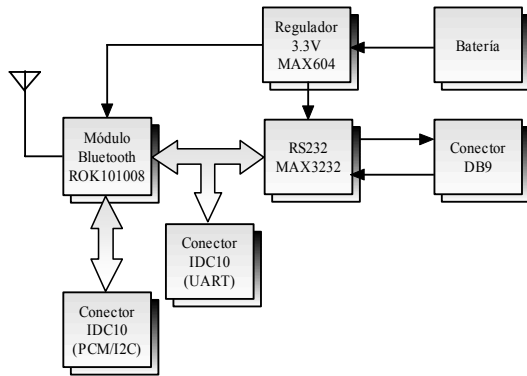 Regulador
3.3V
MAX604
Batería
Módulo
Bluetooth
ROK101008
RS232
MAX3232
Conector
DB9
Conector
IDC10
(UART)
Conector
IDC10
(PCM/I2C)